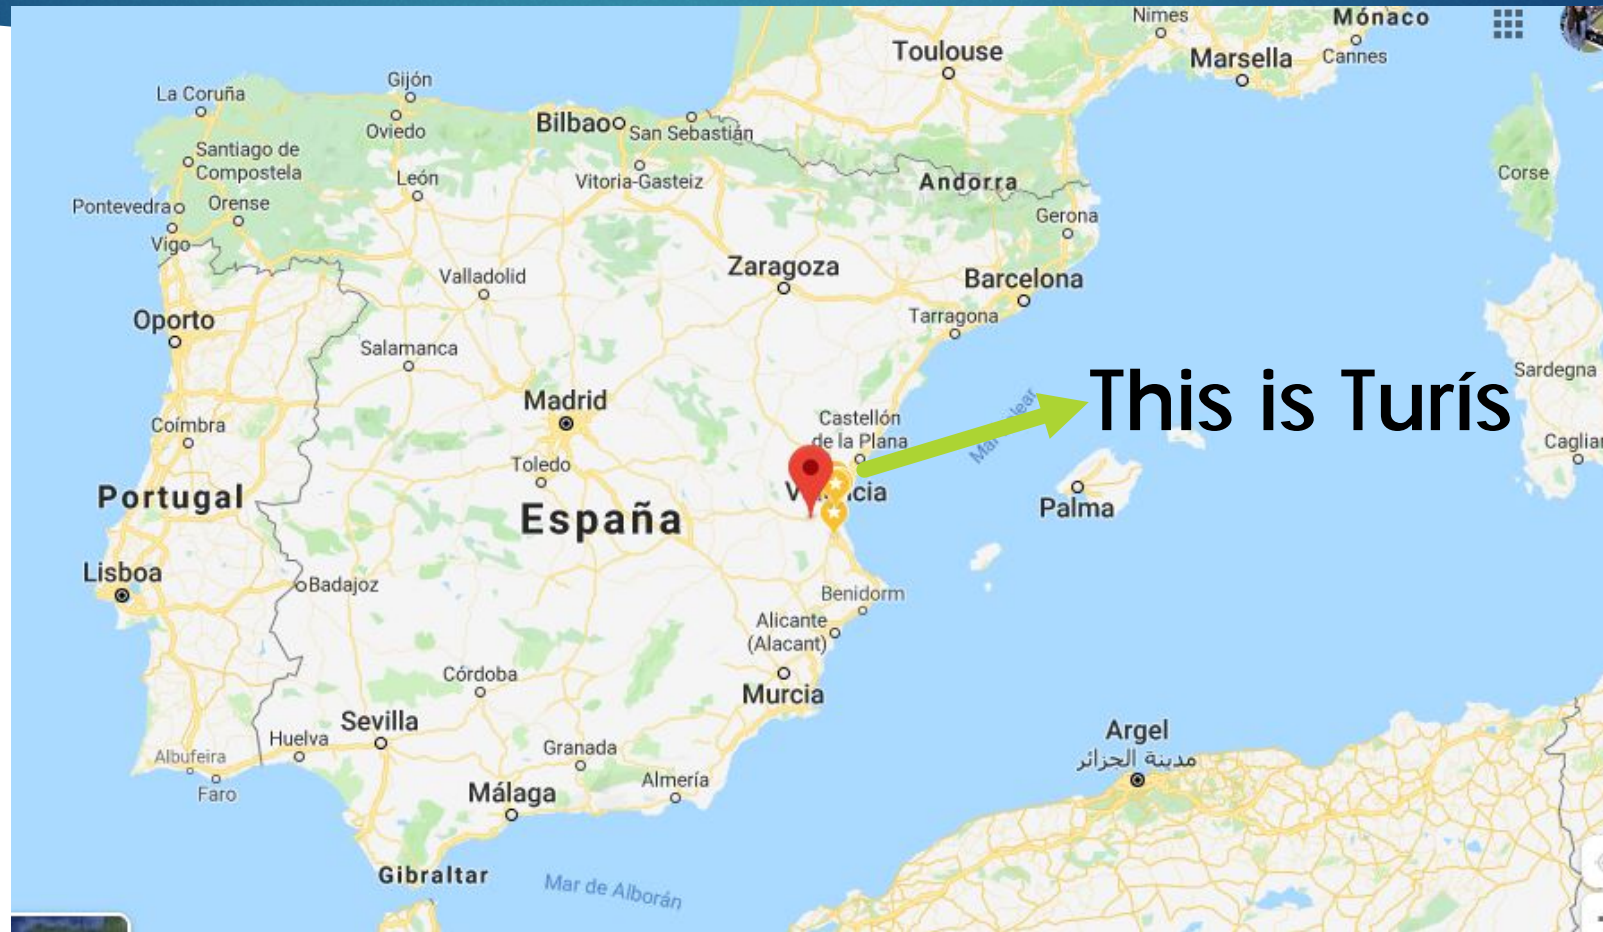 Nimes
Mónaco
Toulouse
Marsella
Cannes
Gijón
La Coruña
Oviedo
Bilbao
San Sebastián
Santiago de
Compostela
León
Vitoria-Gasteiz
Andorra
Corse
Pontevedra
Orense
Gerona
Vigo
Valladolid
Zaragoza
Barcelona
Oporto
Tarragona
Salamanca
Sardegna
This is Turís
Madrid
Castellón
de la Plana
Coímbra
Toledo
Portugal
España
Palma
Lisboa
Badajoz
Benidorm
Alicante
(Alacant)
Córdoba
Murcia
Sevilla
Huelva
Granada
Argel
مدينة الجزائر
Albufeira
Faro
Málaga
Almería
Gibraltar
Mar de Alborán